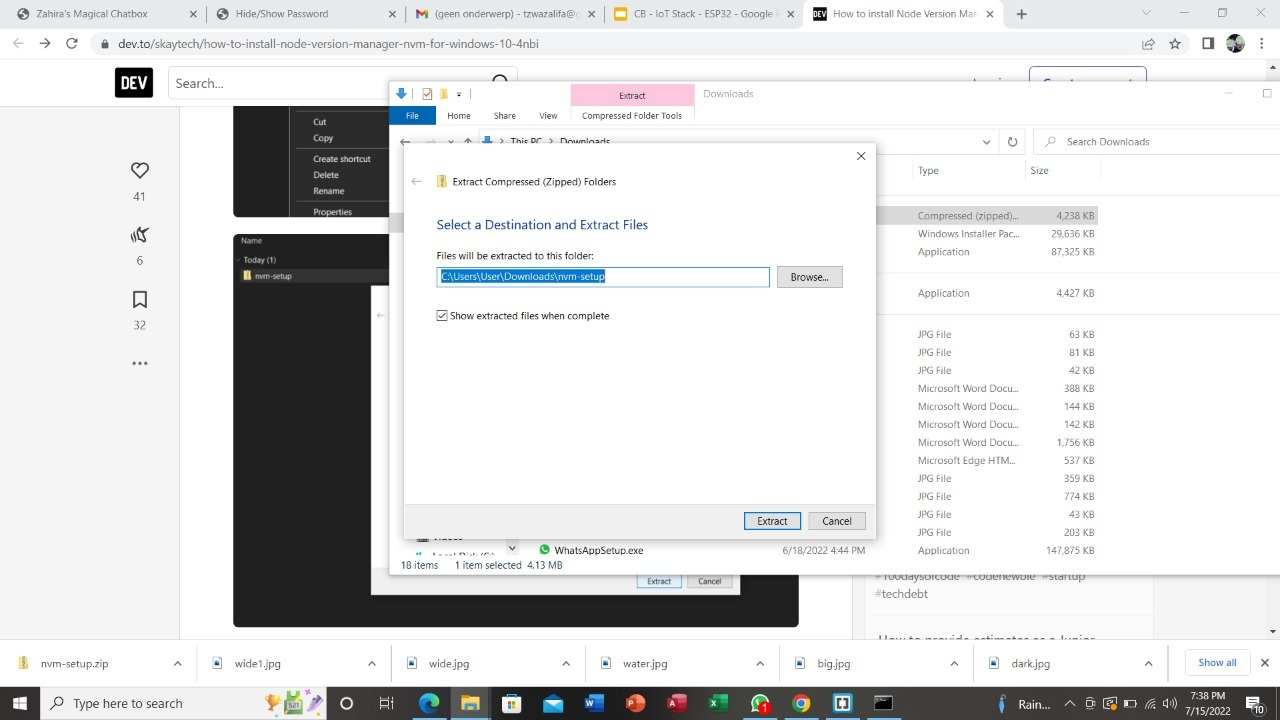 Zahira's Magical Chatbox
Hide/Show Password
(geen onderwerp) - tzwazalifa@g
CB - IoT Stack - ESP32 - Google
How to install Node Version Man
dev.to/skaytech/how-to-install-node-version-manager-nvm-for-windows-10-4nbi
DEV
Search...
Extract
Downloads
File
Home
Share
View
Compressed Folder Tools
This PC
Downloads
Search Downloads
Cut
Copy
Create shortcut
Delete
Rename
Properties
41
6
32
Name
Today (1)
nvm-setup
Extract Compressed (Zipped) Folders
Select a Destination and Extract Files
Files will be extracted to this folder:
C:\Users\User\Downloads\nvm-setup
Browse...
Show extracted files when complete
Extract
Cancel
Type
Size
Compressed (zipped)... 4,238 KB
Windows Installer Pac... 29,636 KB
Application 87,325 KB
Application 4,427 KB
JPG File 63 KB
JPG File 81 KB
JPG File 42 KB
Microsoft Word Docu... 388 KB
Microsoft Word Docu... 144 KB
Microsoft Word Docu... 142 KB
Microsoft Word Docu... 1,756 KB
Microsoft Edge HTM... 537 KB
JPG File 359 KB
JPG File 774 KB
JPG File 43 KB
JPG File 203 KB
WhatsAppSetup.exe 6/18/2022 4:44 PM Application 147,875 KB
18 items 1 item selected 4.13 MB
Extract
Cancel
#100daysofcode #codenewbie #startup
#techdebt
How to provide estimates as a Junior
nvm-setup.zip
wide1.jpg
wide.jpg
water.jpg
big.jpg
dark.jpg
Show all
Type here to search
Rain...
7:38 PM
7/15/2022